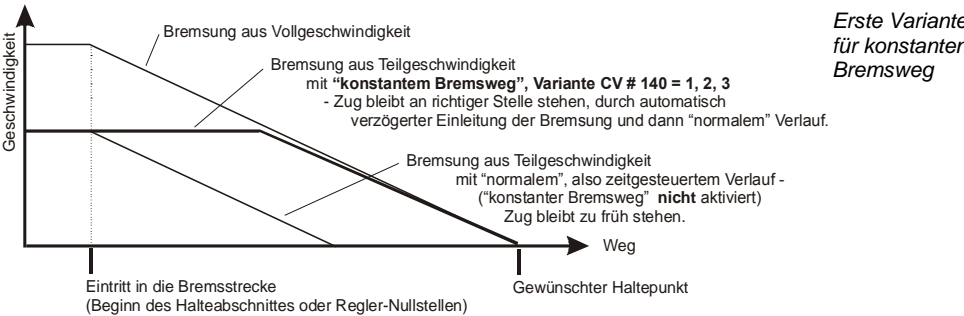 Geschwindigkeit
Bremsung aus Vollgeschwindigkeit
Bremsung aus Teilgeschwindigkeit
mit “konstantem Bremsweg”, Variante CV # 140 = 1, 2, 3
- Zug bleibt an richtiger Stelle stehen, durch automatisch
verzögerter Einleitung der Bremsung und dann “normalem” Verlauf.
Bremsung aus Teilgeschwindigkeit
mit “normalem”, also zeitgesteuertem Verlauf -
(“konstanter Bremsweg” nicht aktiviert)
Zug bleibt zu früh stehen.
Weg
Eintritt in die Bremsstrecke
(Beginn des Halteabschnittes oder Regler-Nullstellen)
Gewünschter Haltepunkt
Erste Variante
für konstanter
Bremsweg